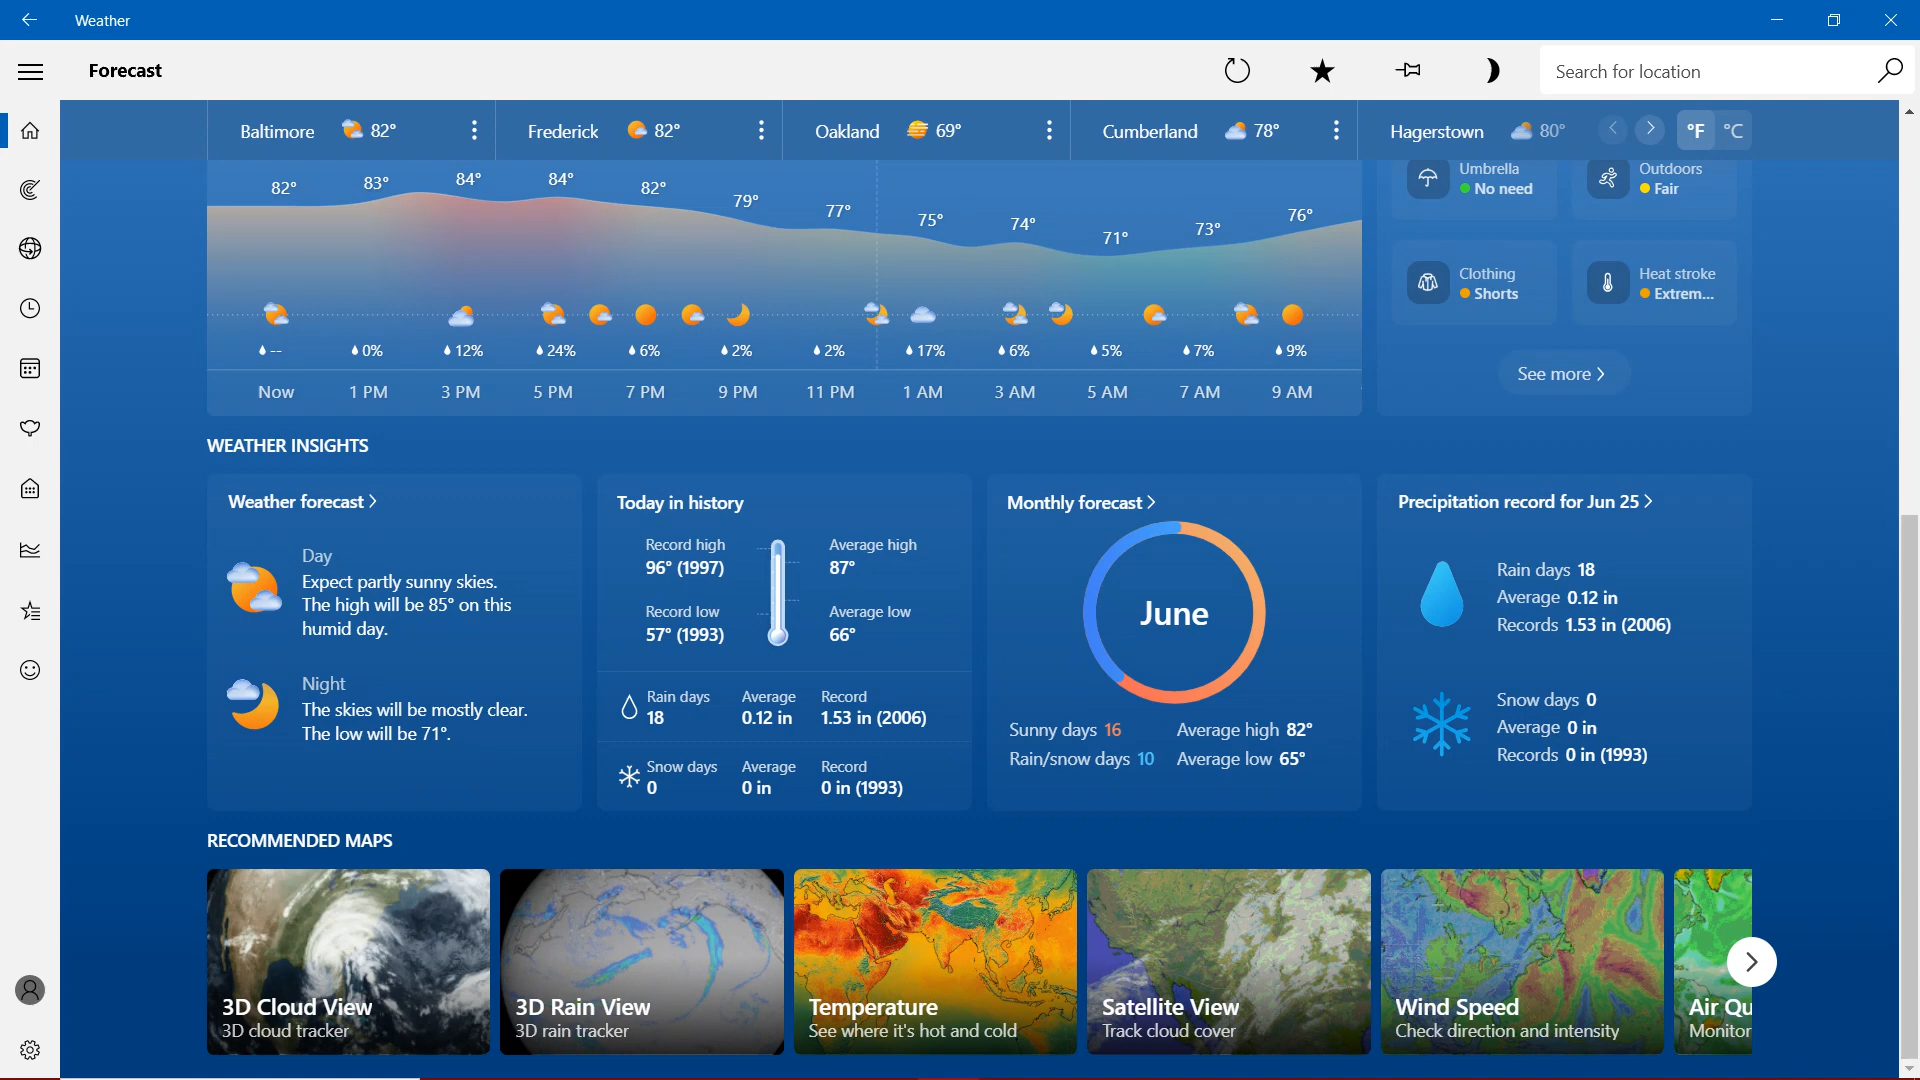 Weather
Forecast
Search for location
Baltimore 82°
Frederick 82°
Oakland 69°
Cumberland 78°
Hagerstown 80°
°F °C
82° 83° 84° 84° 82° 79° 77° 75° 74° 71° 73° 76°
-- 0% 12% 24% 6% 2% 2% 17% 6% 5% 7% 9%
Now 1 PM 3 PM 5 PM 7 PM 9 PM 11 PM 1 AM 3 AM 5 AM 7 AM 9 AM
Umbrella
No need
Outdoors
Fair
Clothing
Shorts
Heat stroke
Extrem...
See more
WEATHER INSIGHTS
Weather forecast
Day
Expect partly sunny skies.
The high will be 85° on this
humid day.
Night
The skies will be mostly clear.
The low will be 71°.
Today in history
Record high
96° (1997)
Average high
87°
Record low
57° (1993)
Average low
66°
Rain days Average Record
18 0.12 in 1.53 in (2006)
Snow days Average Record
0 0 in 0 in (1993)
Monthly forecast
June
Sunny days 16 Average high 82°
Rain/snow days 10 Average low 65°
Precipitation record for Jun 25
Rain days 18
Average 0.12 in
Records 1.53 in (2006)
Snow days 0
Average 0 in
Records 0 in (1993)
RECOMMENDED MAPS
3D Cloud View
3D cloud tracker
3D Rain View
3D rain tracker
Temperature
See where it's hot and cold
Satellite View
Track cloud cover
Wind Speed
Check direction and intensity
Air Qu
Monitor